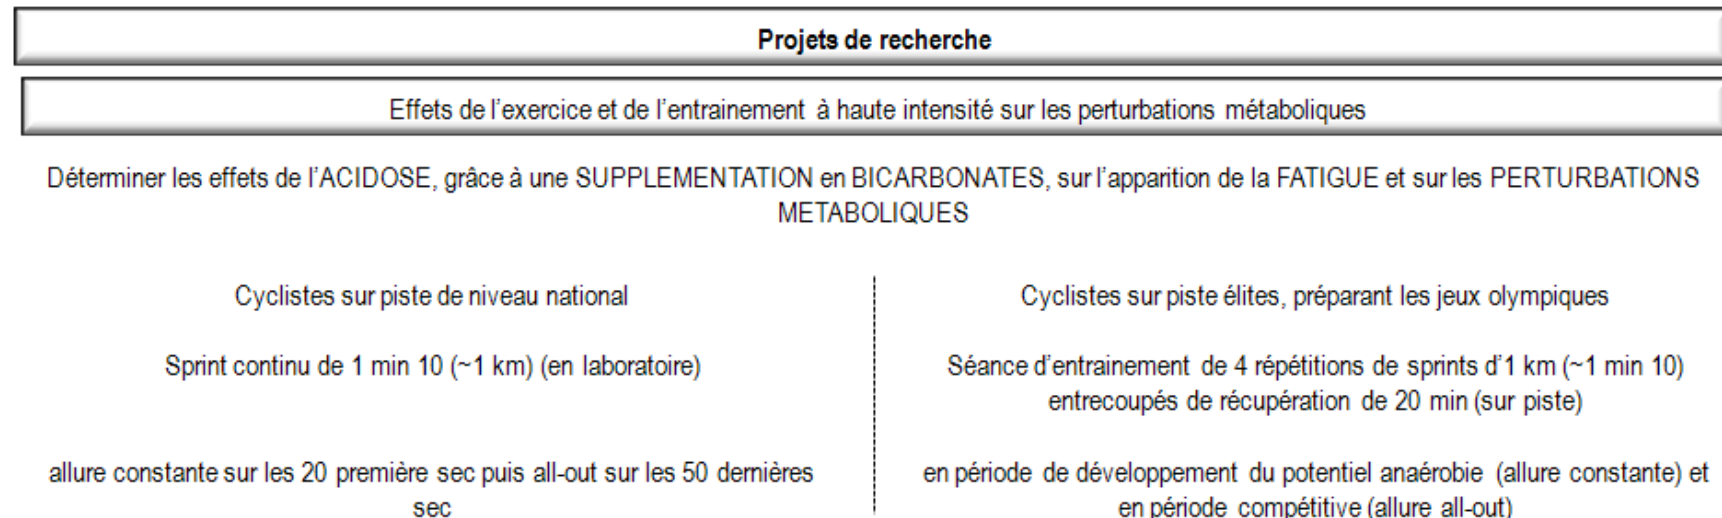 Projets de recherche
Effets de l'exercice et de l'entrainement à haute intensité sur les perturbations métaboliques
Déterminer les effets de l'ACIDOSE, grâce à une SUPPLEMENTATION en BICARBONATES, sur l'apparition de la FATIGUE et sur les PERTURBATIONS
METABOLIQUES
Cyclistes sur piste de niveau national
Sprint continu de 1 min 10 (~1 km) (en laboratoire)
allure constante sur les 20 première sec puis all-out sur les 50 dernières
sec
Cyclistes sur piste élites, préparant les jeux olympiques
Séance d'entrainement de 4 répétitions de sprints d'1 km (~1 min 10)
entrecoupés de récupération de 20 min (sur piste)
en période de développement du potentiel anaérobie (allure constante) et
en période compétitive (allure all-out)